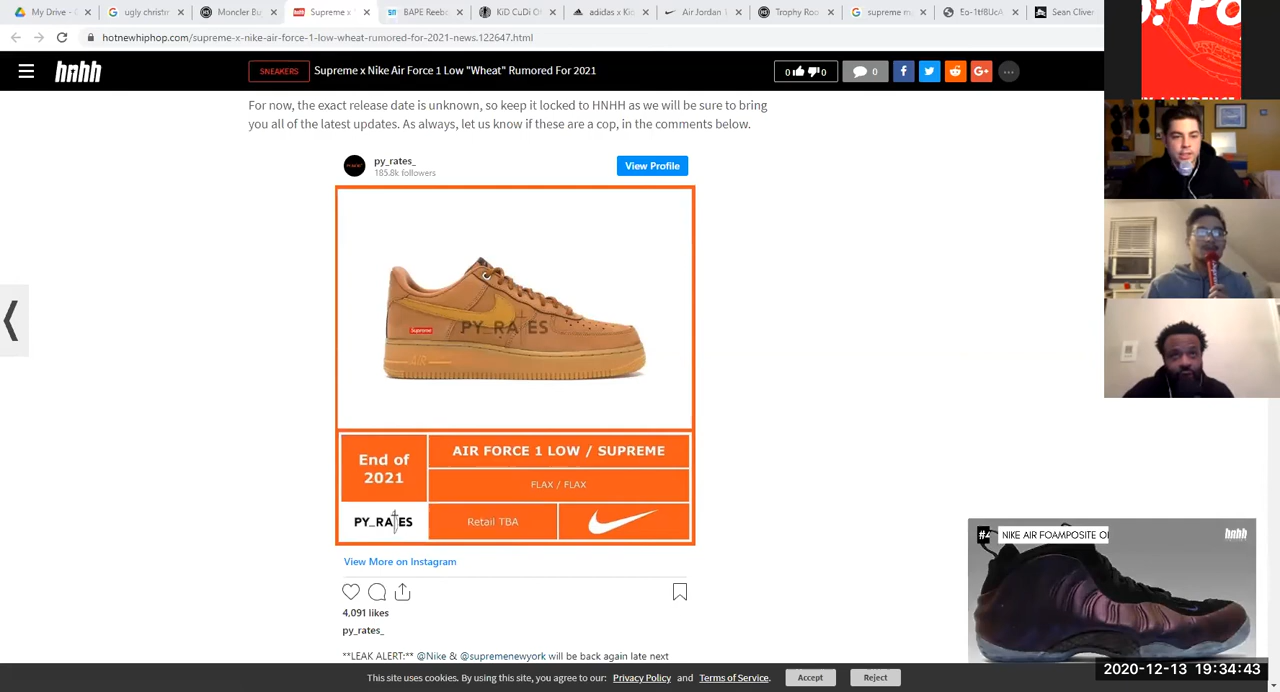 My Drive - G
ugly christm
Moncler Bu
Supreme x
BAPE Reeb
KiD CuDi O
adidas x Ki
Air Jordan
Trophy Roo
supreme m
Eo-1tf8UcA
Sean Cliver
hotnewhiphop.com/supreme-x-nike-air-force-1-low-wheat-rumored-for-2021-news.122647.html
hnhh
SNEAKERS
Supreme x Nike Air Force 1 Low "Wheat" Rumored For 2021
0
0
0
For now, the exact release date is unknown, so keep it locked to HNHH as we will be sure to bring
you all of the latest updates. As always, let us know if these are a cop, in the comments below.
py_rates_
185.8k followers
View Profile
Supreme
PY_RATES
AIR
End of
2021
AIR FORCE 1 LOW / SUPREME
FLAX / FLAX
PY_RATES
Retail TBA
View More on Instagram
4,091 likes
py_rates_
**LEAK ALERT:** @Nike & @supremenewyork will be back again late next
#4
NIKE AIR FOAMPOSITE
hnhh
2020-12-13 19:34:43
This site uses cookies. By using this site, you agree to our: Privacy Policy and Terms of Service.
Accept
Reject